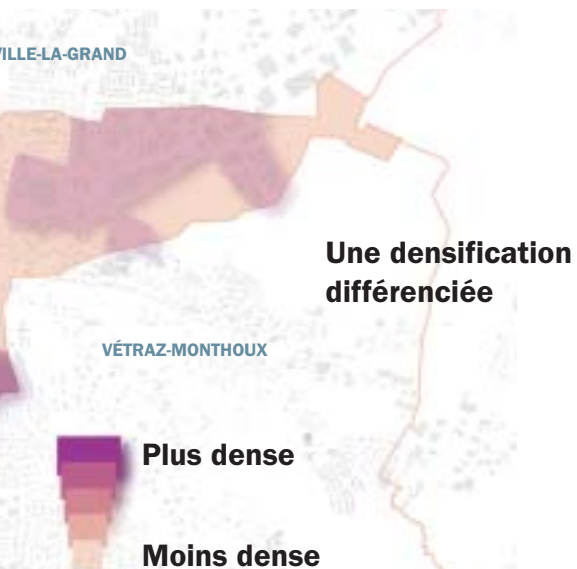 VILLE-LA-GRAND
Une densification
différenciée
VÉTRAZ-MONTHOUX
Plus dense
Moins dense